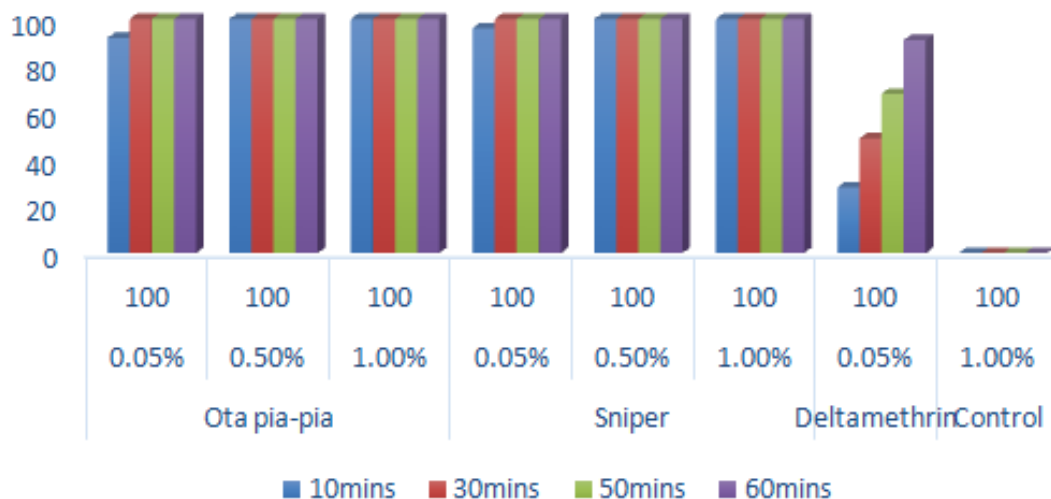 100
80
60
40
20
0
100 100 100 100 100 100 100 100
0.05% 0.50% 1.00% 0.05% 0.50% 1.00% 0.05% 1.00%
Ota pia-pia Sniper Deltamethrin Control
10mins 30mins 50mins 60mins